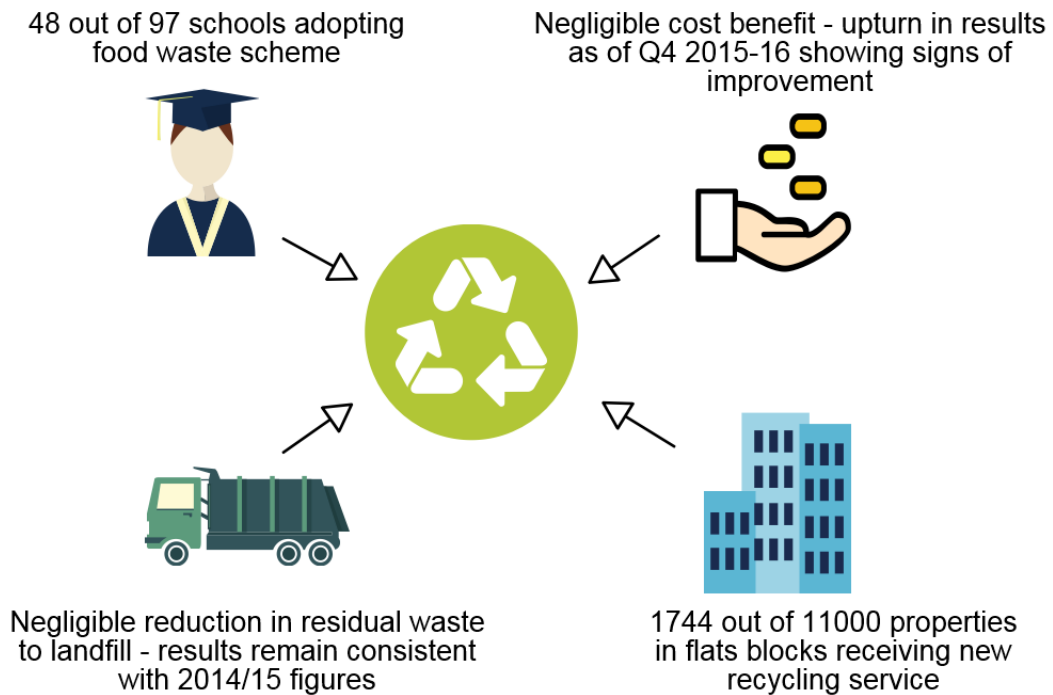 48 out of 97 schools adopting
food waste scheme
Negligible cost benefit - upturn in results
as of Q4 2015-16 showing signs of
improvement
Negligible reduction in residual waste
to landfill - results remain consistent
with 2014/15 figures
1744 out of 11000 properties
in flats blocks receiving new
recycling service